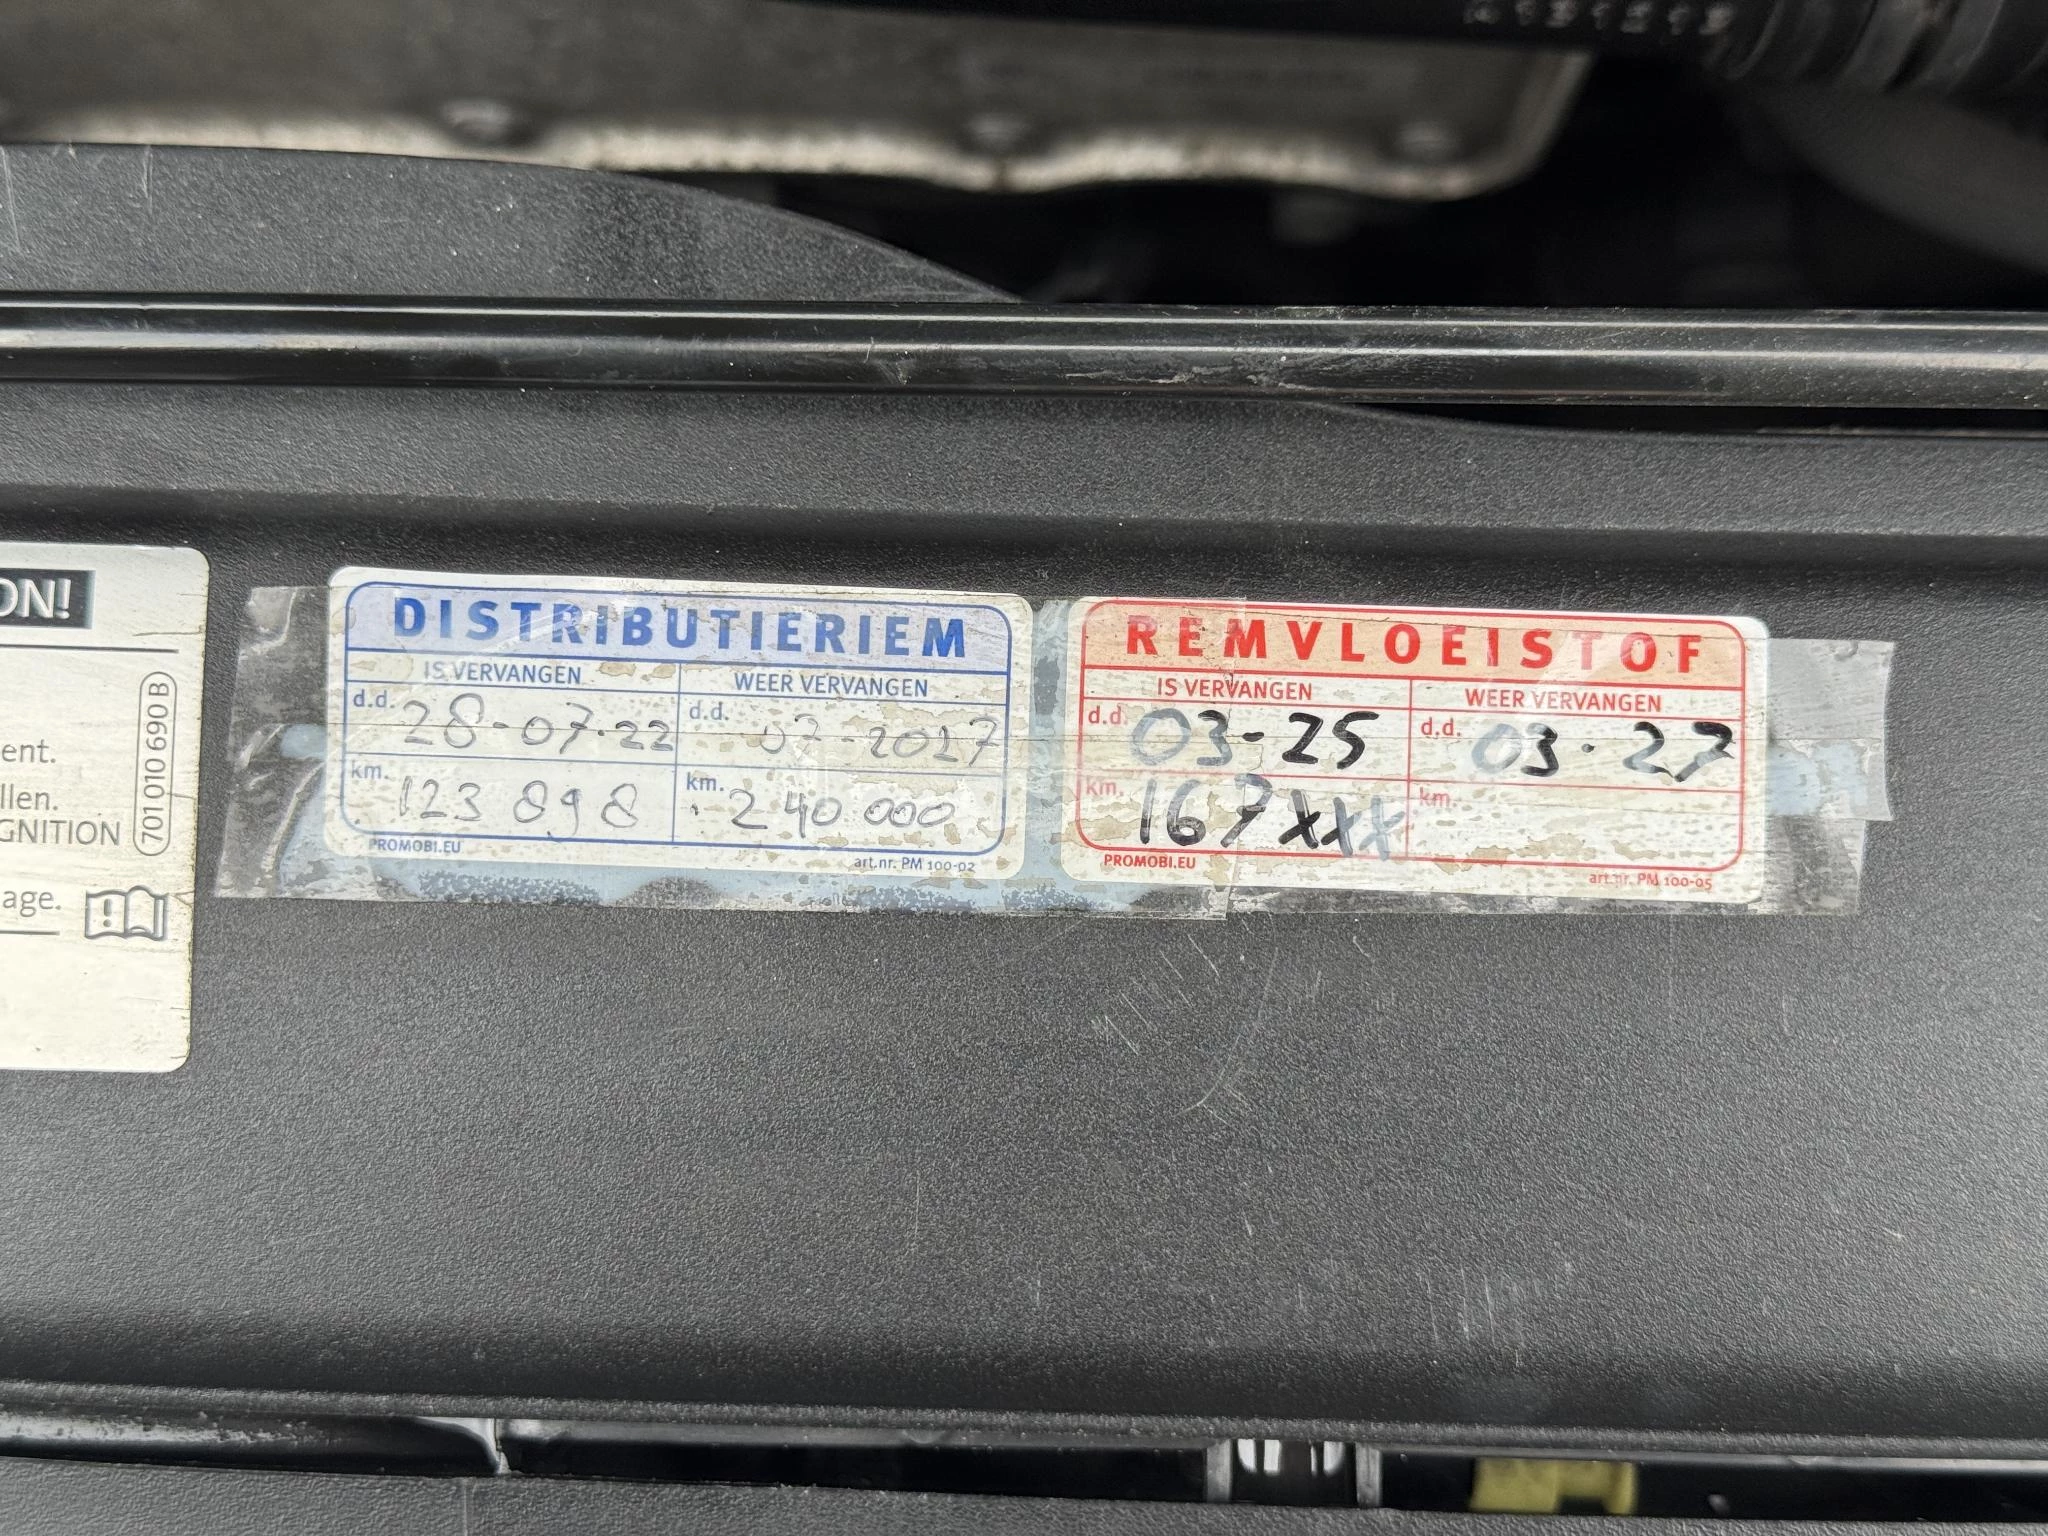 ON!
ent.
llen.
GNITION
age.
701 010 690 B
DISTRIBUTIERIEM
IS VERVANGEN
WEER VERVANGEN
d.d. 28-07-22
d.d. 07-2027
km. 123 898
km. 240 000
PROMOBI.EU
art.nr. PM 100-02
REMVLOEISTOF
IS VERVANGEN
WEER VERVANGEN
d.d. 03-25
d.d. 03-27
km. 167xxx
km.
PROMOBI.EU
art.nr. PM 100-05